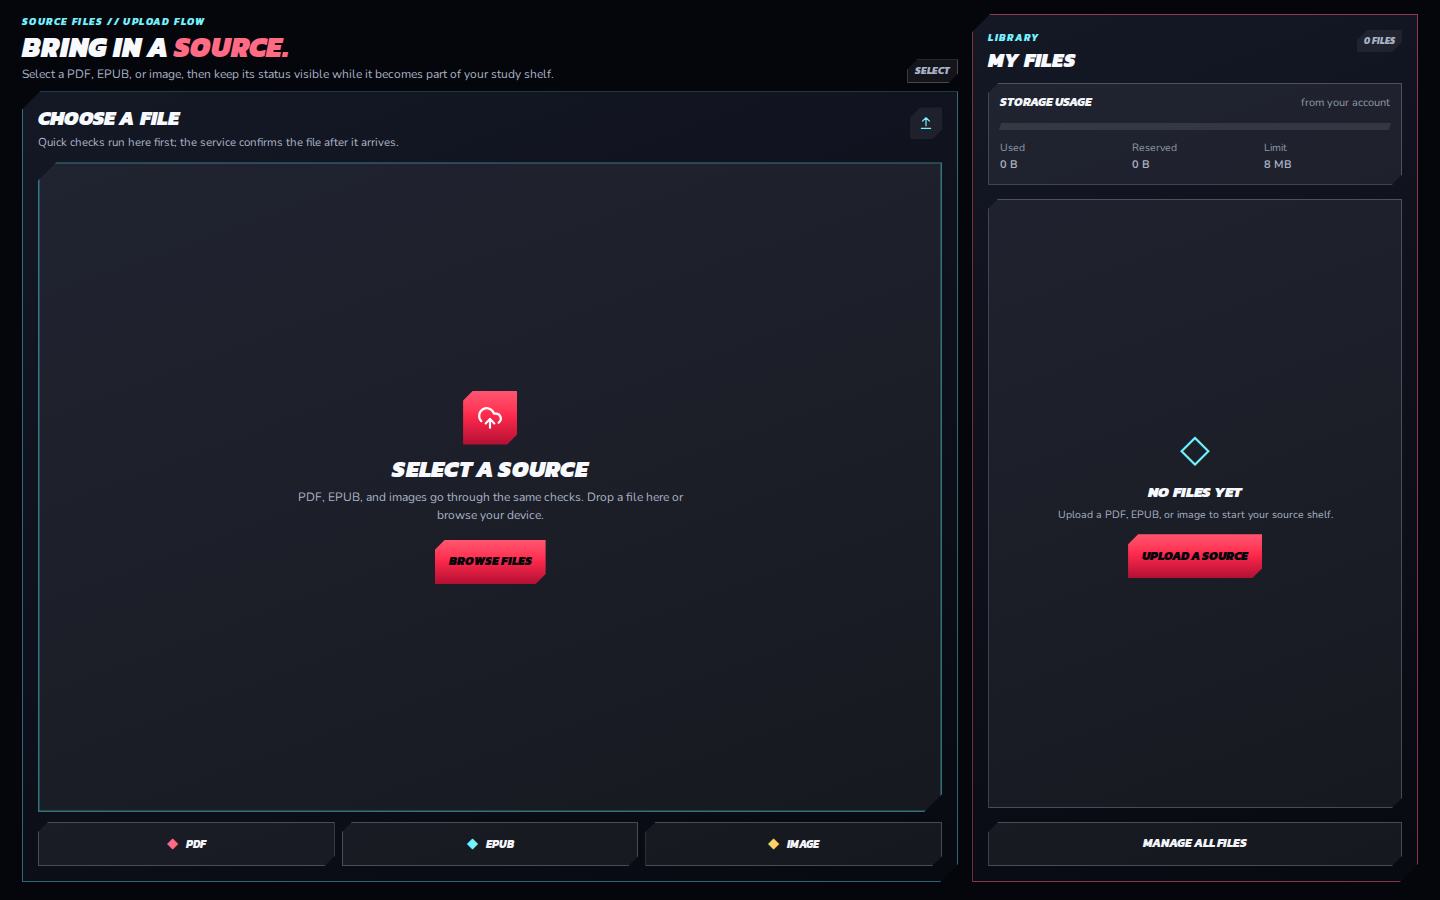 SOURCE FILES // UPLOAD FLOW
BRING IN A SOURCE.
Select a PDF, EPUB, or image, then keep its status visible while it becomes part of your study shelf.
SELECT
CHOOSE A FILE
Quick checks run here first; the service confirms the file after it arrives.
SELECT A SOURCE
PDF, EPUB, and images go through the same checks. Drop a file here or
browse your device.
BROWSE FILES
PDF
EPUB
IMAGE
LIBRARY
MY FILES
0 FILES
STORAGE USAGE
from your account
Used
Reserved
Limit
0 B
0 B
8 MB
NO FILES YET
Upload a PDF, EPUB, or image to start your source shelf.
UPLOAD A SOURCE
MANAGE ALL FILES